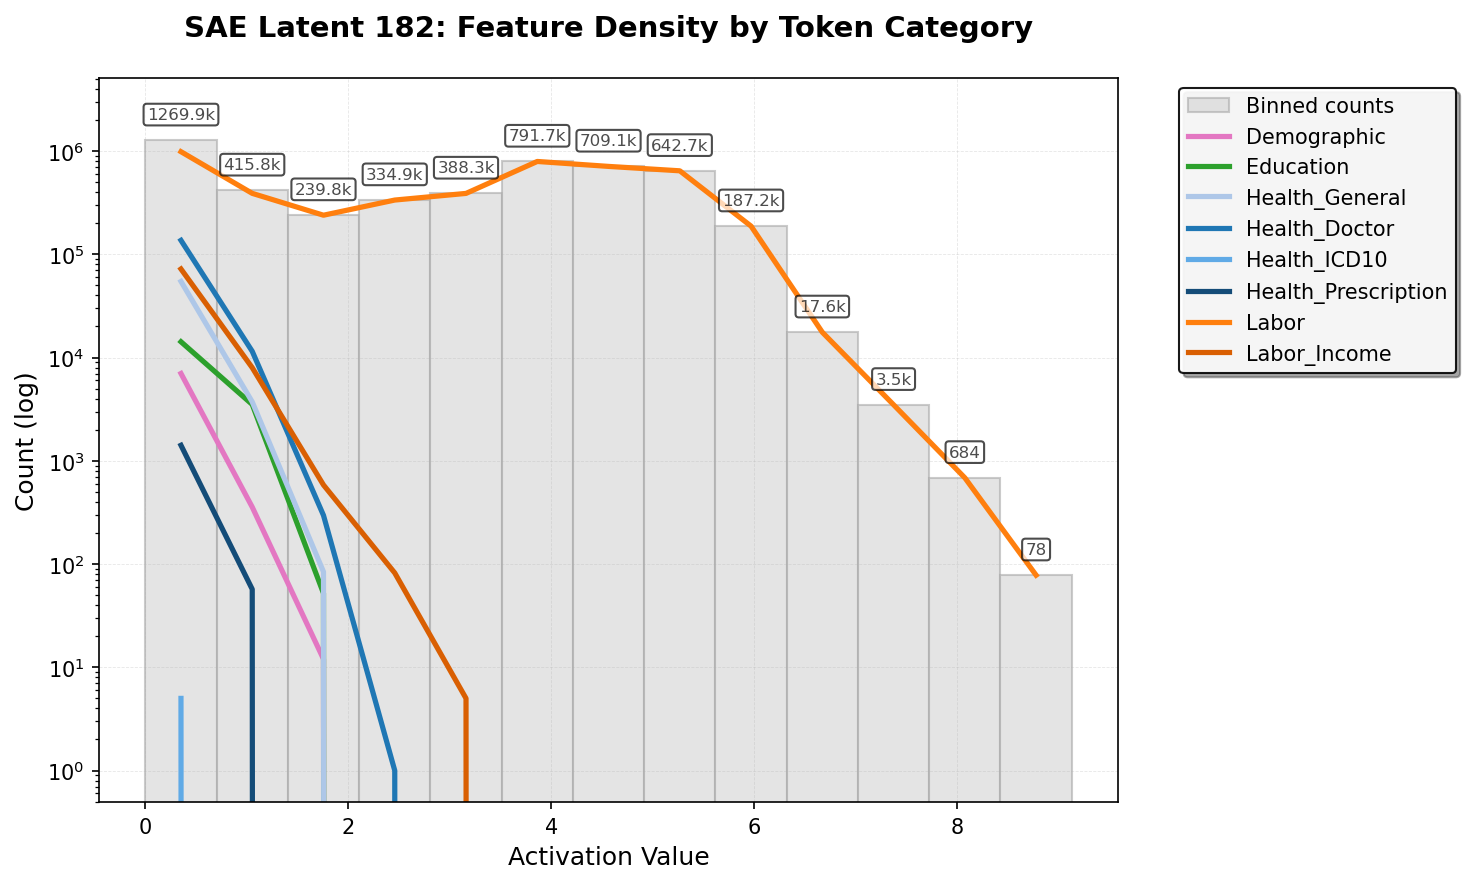 SAE Latent 182: Feature Density by Token Category
1269.9k
415.8k
239.8k
334.9k
388.3k
791.7k
709.1k
642.7k
187.2k
17.6k
3.5k
684
78
Binned counts
Demographic
Education
Health_General
Health_Doctor
Health_ICD10
Health_Prescription
Labor
Labor_Income
Count (log)
10⁶
10⁵
10⁴
10³
10²
10¹
10⁰
0 2 4 6 8
Activation Value